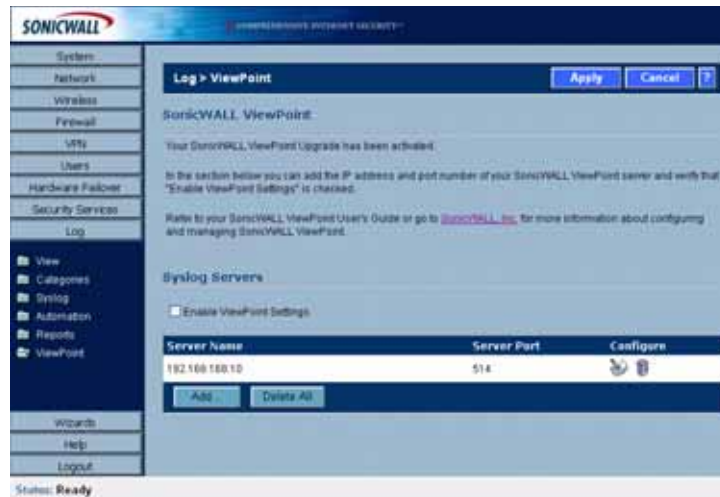 SONICWALL
COMPREHENSIVE INTERNET SECURITY™
System
Network
Wireless
Firewall
VPN
Users
Hardware Failover
Security Services
Log
View
Categories
Syslog
Automation
Reports
ViewPoint
Wizards
Help
Logout
Status: Ready
Log > ViewPoint
Apply
Cancel
?
SonicWALL ViewPoint
Your SonicWALL ViewPoint Upgrade has been activated.
In the section below you can add the IP address and port number of your SonicWALL ViewPoint server and verify that
"Enable ViewPoint Settings" is checked.
Refer to your SonicWALL ViewPoint User's Guide or go to SonicWALL, Inc. for more information about configuring
and managing SonicWALL ViewPoint.
Syslog Servers
Enable ViewPoint Settings
Server Name Server Port Configure
192.168.168.10 514
Add...
Delete All